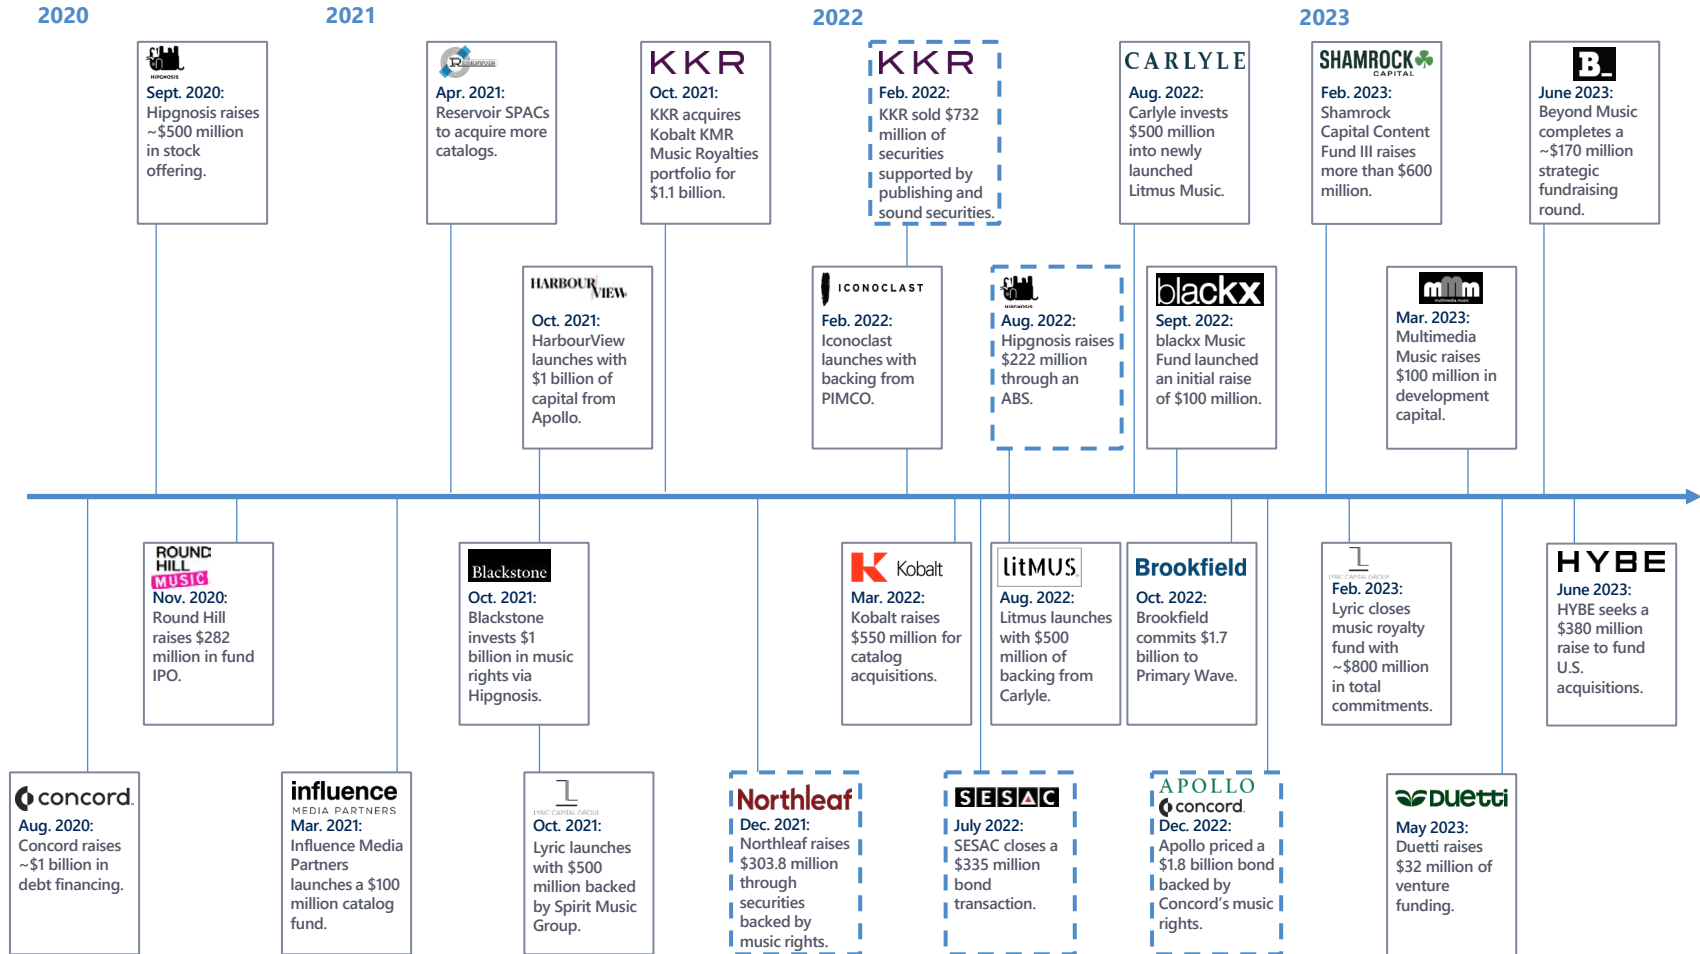 2020
2021
2022
2023
HIPGNOSIS
Sept. 2020:
Hipgnosis raises
~$500 million
in stock
offering.
RESERVOIR
Apr. 2021:
Reservoir SPACs
to acquire more
catalogs.
KKR
Oct. 2021:
KKR acquires
Kobalt KMR
Music Royalties
portfolio for
$1.1 billion.
KKR
Feb. 2022:
KKR sold $732
million of
securities
supported by
publishing and
sound securities.
CARLYLE
Aug. 2022:
Carlyle invests
$500 million
into newly
launched
Litmus Music.
SHAMROCK
CAPITAL
Feb. 2023:
Shamrock
Capital Content
Fund III raises
more than $600
million.
B_
June 2023:
Beyond Music
completes a
~$170 million
strategic
fundraising
round.
HARBOUR
VIEW
Oct. 2021:
HarbourView
launches with
$1 billion of
capital from
Apollo.
ICONOCLAST
Feb. 2022:
Iconoclast
launches with
backing from
PIMCO.
HIPGNOSIS
Aug. 2022:
Hipgnosis raises
$222 million
through an
ABS.
blackx
Sept. 2022:
blackx Music
Fund launched
an initial raise
of $100 million.
mmm
multimedia music
Mar. 2023:
Multimedia
Music raises
$100 million in
development
capital.
ROUND
HILL
MUSIC
Nov. 2020:
Round Hill
raises $282
million in fund
IPO.
Blackstone
Oct. 2021:
Blackstone
invests $1
billion in music
rights via
Hipgnosis.
Kobalt
Mar. 2022:
Kobalt raises
$550 million for
catalog
acquisitions.
litMUS
Aug. 2022:
Litmus launches
with $500
million of
backing from
Carlyle.
Brookfield
Oct. 2022:
Brookfield
commits $1.7
billion to
Primary Wave.
LYRIC CAPITAL GROUP
Feb. 2023:
Lyric closes
music royalty
fund with
~$800 million
in total
commitments.
HYBE
June 2023:
HYBE seeks a
$380 million
raise to fund
U.S.
acquisitions.
concord
Aug. 2020:
Concord raises
~$1 billion in
debt financing.
influence
MEDIA PARTNERS
Mar. 2021:
Influence Media
Partners
launches a $100
million catalog
fund.
LYRIC CAPITAL GROUP
Oct. 2021:
Lyric launches
with $500
million backed
by Spirit Music
Group.
Northleaf
Dec. 2021:
Northleaf raises
$303.8 million
through
securities
backed by
music rights.
SESAC
July 2022:
SESAC closes a
$335 million
bond
transaction.
APOLLO
concord
Dec. 2022:
Apollo priced a
$1.8 billion bond
backed by
Concord's music
rights.
Duetti
May 2023:
Duetti raises
$32 million of
venture
funding.